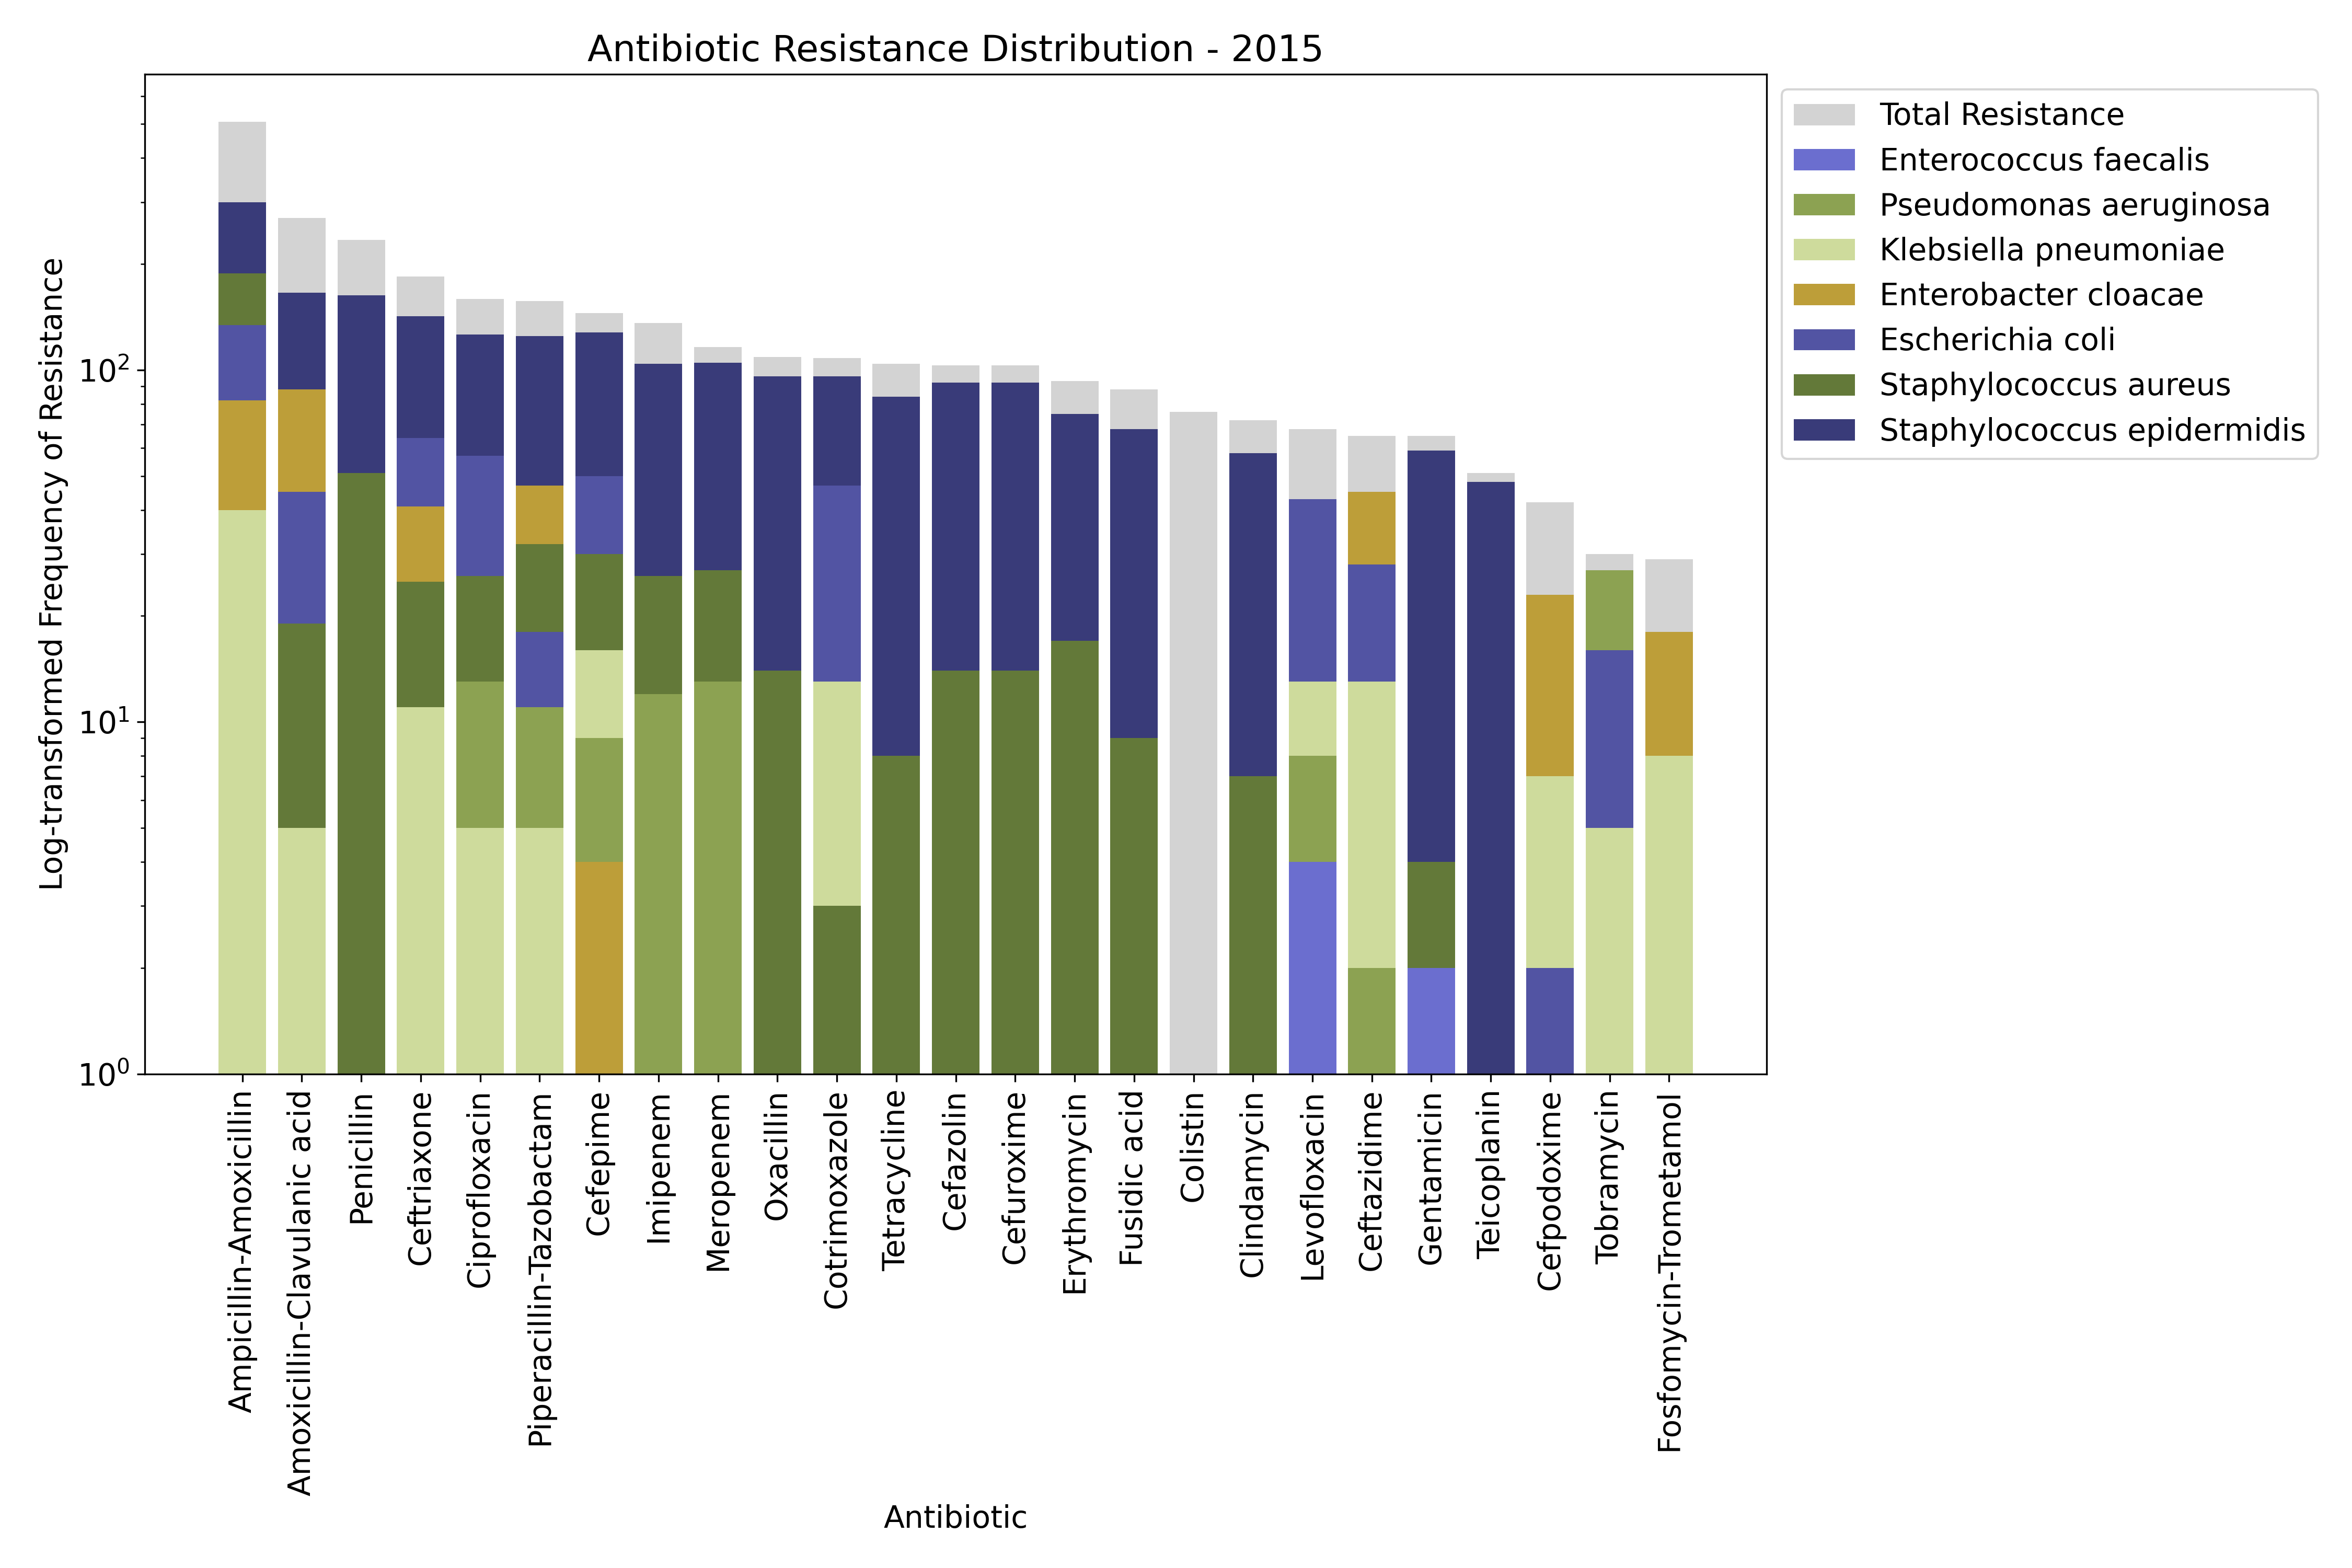 Antibiotic Resistance Distribution - 2015
Log-transformed Frequency of Resistance
10²
10¹
10⁰
Total Resistance
Enterococcus faecalis
Pseudomonas aeruginosa
Klebsiella pneumoniae
Enterobacter cloacae
Escherichia coli
Staphylococcus aureus
Staphylococcus epidermidis
Ampicillin-Amoxicillin
Amoxicillin-Clavulanic acid
Penicillin
Ceftriaxone
Ciprofloxacin
Piperacillin-Tazobactam
Cefepime
Imipenem
Meropenem
Oxacillin
Cotrimoxazole
Tetracycline
Cefazolin
Cefuroxime
Erythromycin
Fusidic acid
Colistin
Clindamycin
Levofloxacin
Ceftazidime
Gentamicin
Teicoplanin
Cefpodoxime
Tobramycin
Fosfomycin-Trometamol
Antibiotic